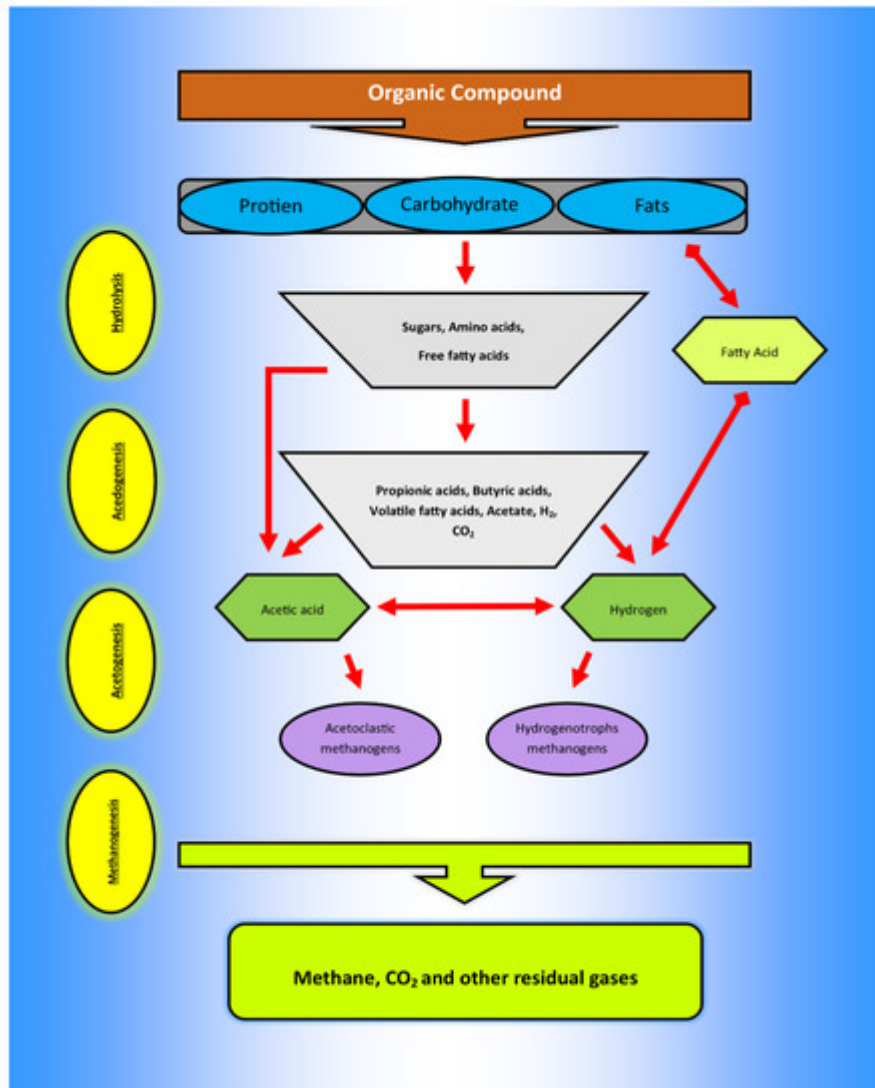 Organic Compound
Protien
Carbohydrate
Fats
Hydrolysis
Sugars, Amino acids,
Free fatty acids
Fatty Acid
Acedogenesis
Propionic acids, Butyric acids,
Volatile fatty acids, Acetate, H₂,
CO₂
Acetic acid
Hydrogen
Acetogenesis
Acetoclastic
methanogens
Hydrogenotrophs
methanogens
Methanogenesis
Methane, CO₂ and other residual gases